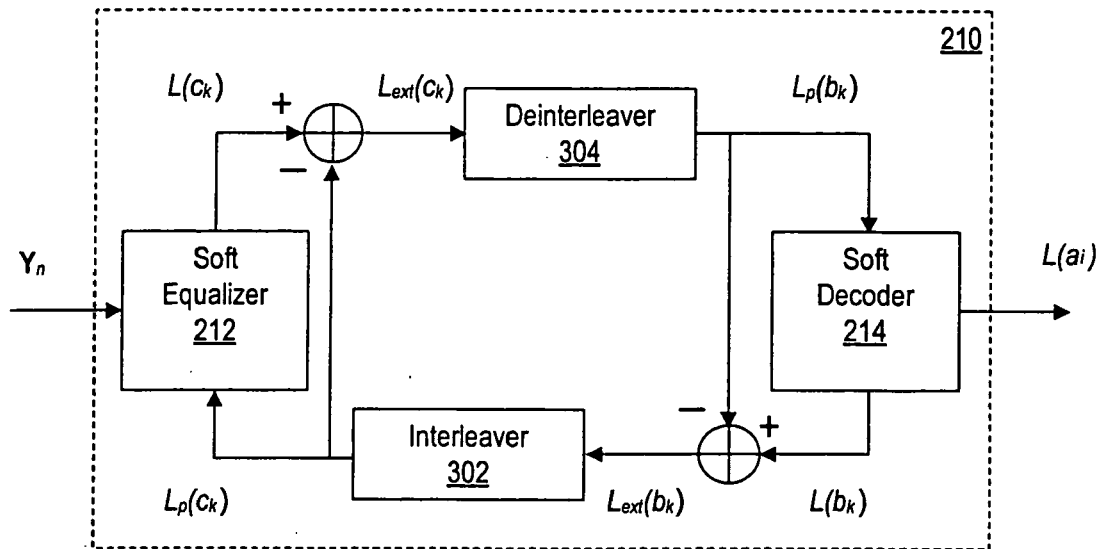 210
L(ck)
Lext(ck)
Lp(bk)
+
−
Deinterleaver
304
Yn
Soft
Equalizer
212
Soft
Decoder
214
L(ai)
−
+
Interleaver
302
Lp(ck)
Lext(bk)
L(bk)